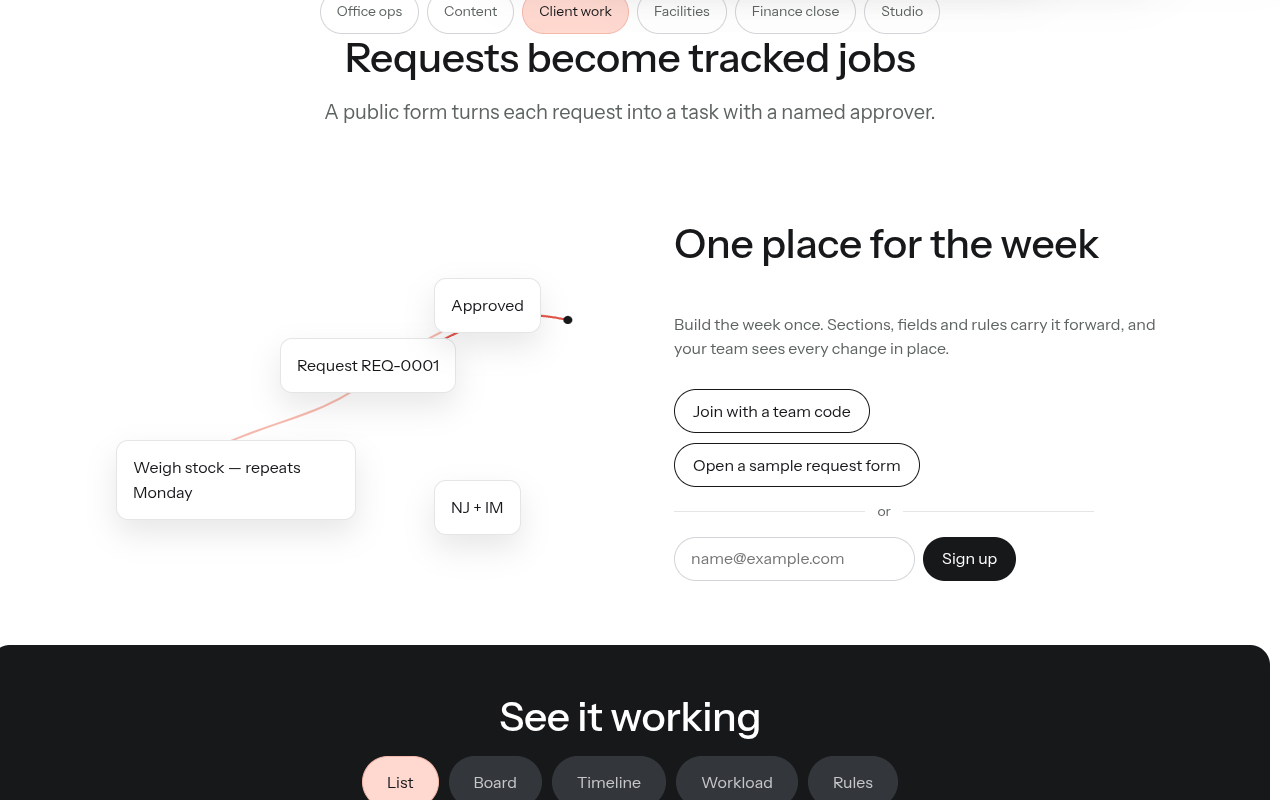 Office ops
Content
Client work
Facilities
Finance close
Studio
Requests become tracked jobs
A public form turns each request into a task with a named approver.
Approved
Request REQ-0001
Weigh stock — repeats
Monday
NJ + IM
One place for the week
Build the week once. Sections, fields and rules carry it forward, and
your team sees every change in place.
Join with a team code
Open a sample request form
or
name@example.com
Sign up
See it working
List
Board
Timeline
Workload
Rules